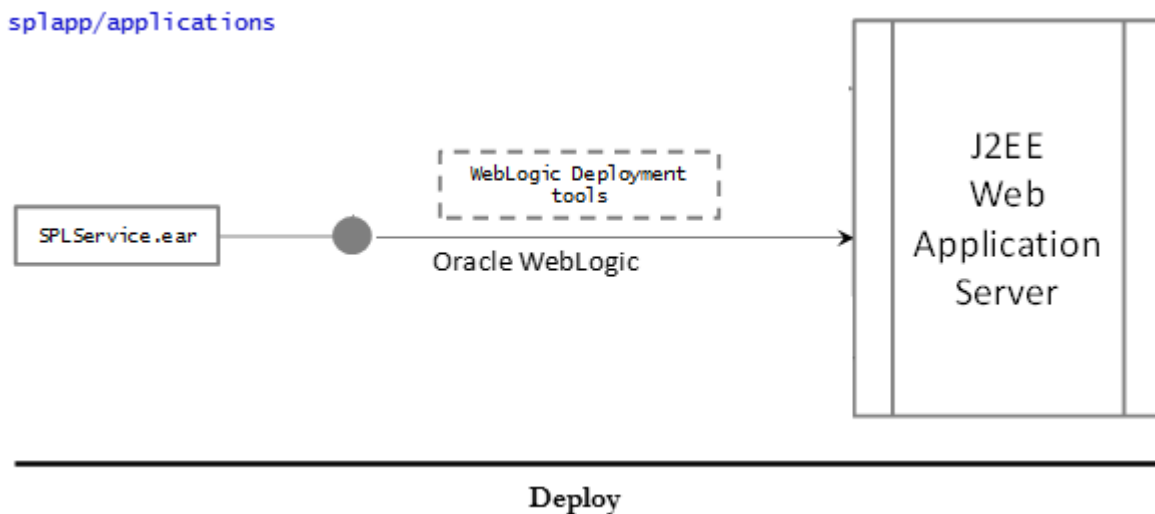 splapp/applications
SPLService.ear
WebLogic Deployment
tools
Oracle WebLogic
J2EE
Web
Application
Server
Deploy